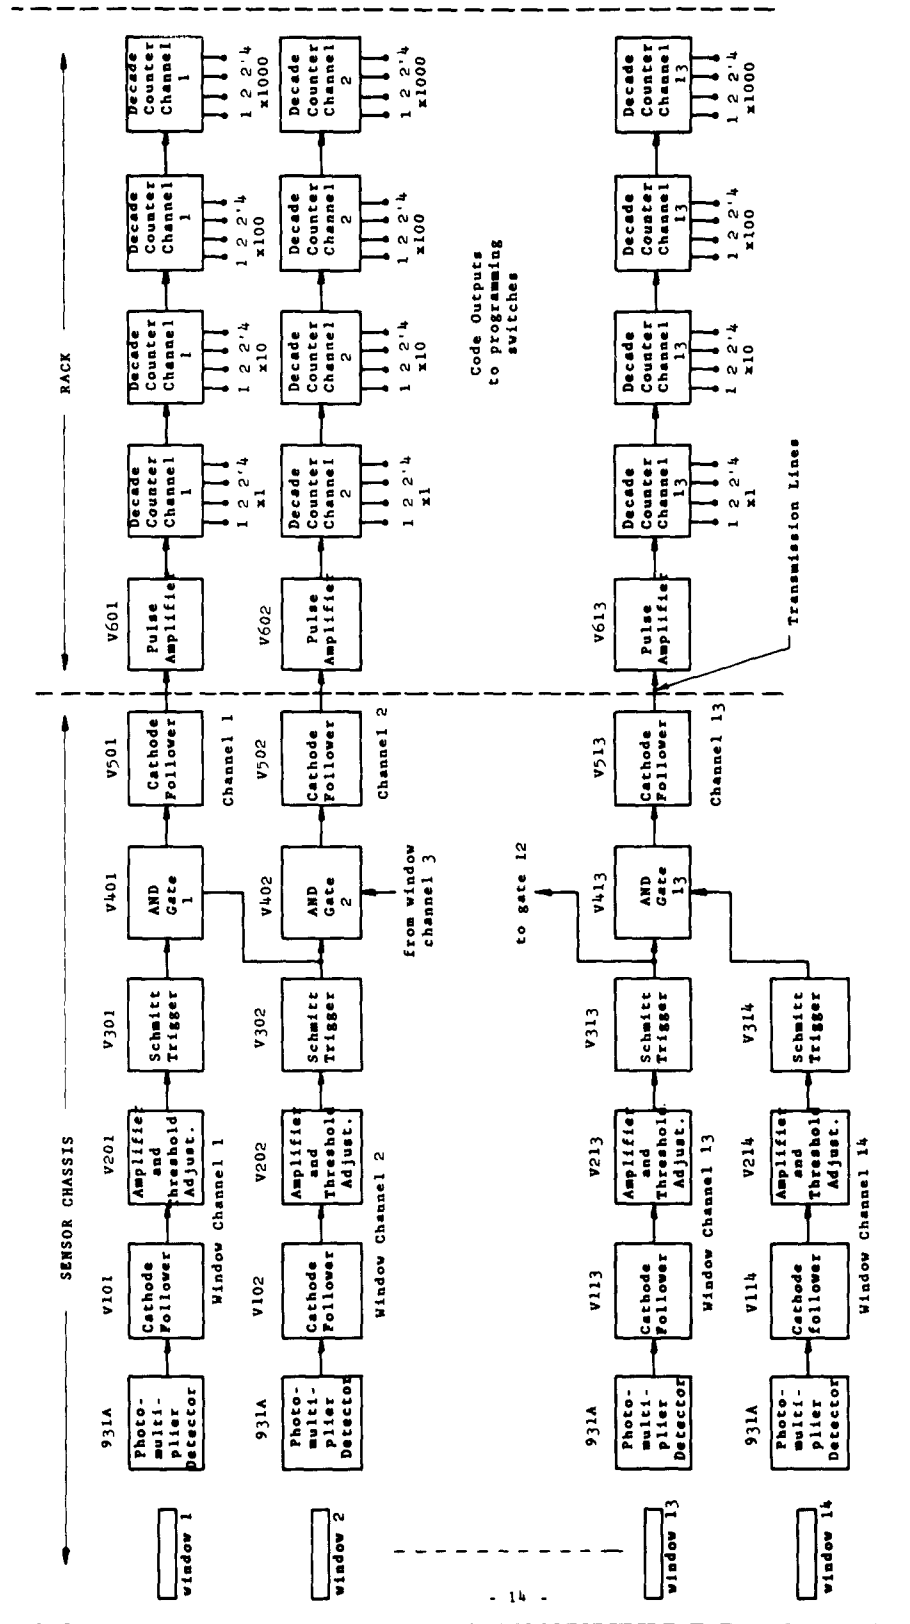 SENSOR CHASSIS
RACK
window 1
931A
Photo-
multi-
plier
Detector
V101
Cathode
Follower
V201
Amplifier
and
Threshold
Adjust.
Window Channel 1
V301
Schmitt
Trigger
V401
AND
Gate
1
V501
Cathode
Follower
Channel 1
V601
Pulse
Amplifier
Decade
Counter
Channel
1
1 2 2'4
x1
Decade
Counter
Channel
1
1 2 2'4
x10
Decade
Counter
Channel
1
1 2 2'4
x100
Decade
Counter
Channel
1
1 2 2'4
x1000
window 2
931A
Photo-
multi-
plier
Detector
V102
Cathode
Follower
V202
Amplifier
and
Threshold
Adjust.
Window Channel 2
V302
Schmitt
Trigger
V402
AND
Gate
2
from window
channel 3
V502
Cathode
Follower
Channel 2
V602
Pulse
Amplifier
Decade
Counter
Channel
2
1 2 2'4
x1
Decade
Counter
Channel
2
1 2 2'4
x10
Decade
Counter
Channel
2
1 2 2'4
x100
Decade
Counter
Channel
2
1 2 2'4
x1000
Code Outputs
to programming
switches
window 13
931A
Photo-
multi-
plier
Detector
V113
Cathode
Follower
V213
Amplifier
and
Threshold
Adjust.
Window Channel 13
V313
Schmitt
Trigger
to gate 12
V413
AND
Gate
13
V513
Cathode
Follower
Channel 13
V613
Pulse
Amplifier
Transmission Lines
Decade
Counter
Channel
13
1 2 2'4
x1
Decade
Counter
Channel
13
1 2 2'4
x10
Decade
Counter
Channel
13
1 2 2'4
x100
Decade
Counter
Channel
13
1 2 2'4
x1000
window 14
931A
Photo-
multi-
plier
Detector
V114
Cathode
follower
V214
Amplifier
and
Threshold
Adjust.
Window Channel 14
V314
Schmitt
Trigger
- 14 -